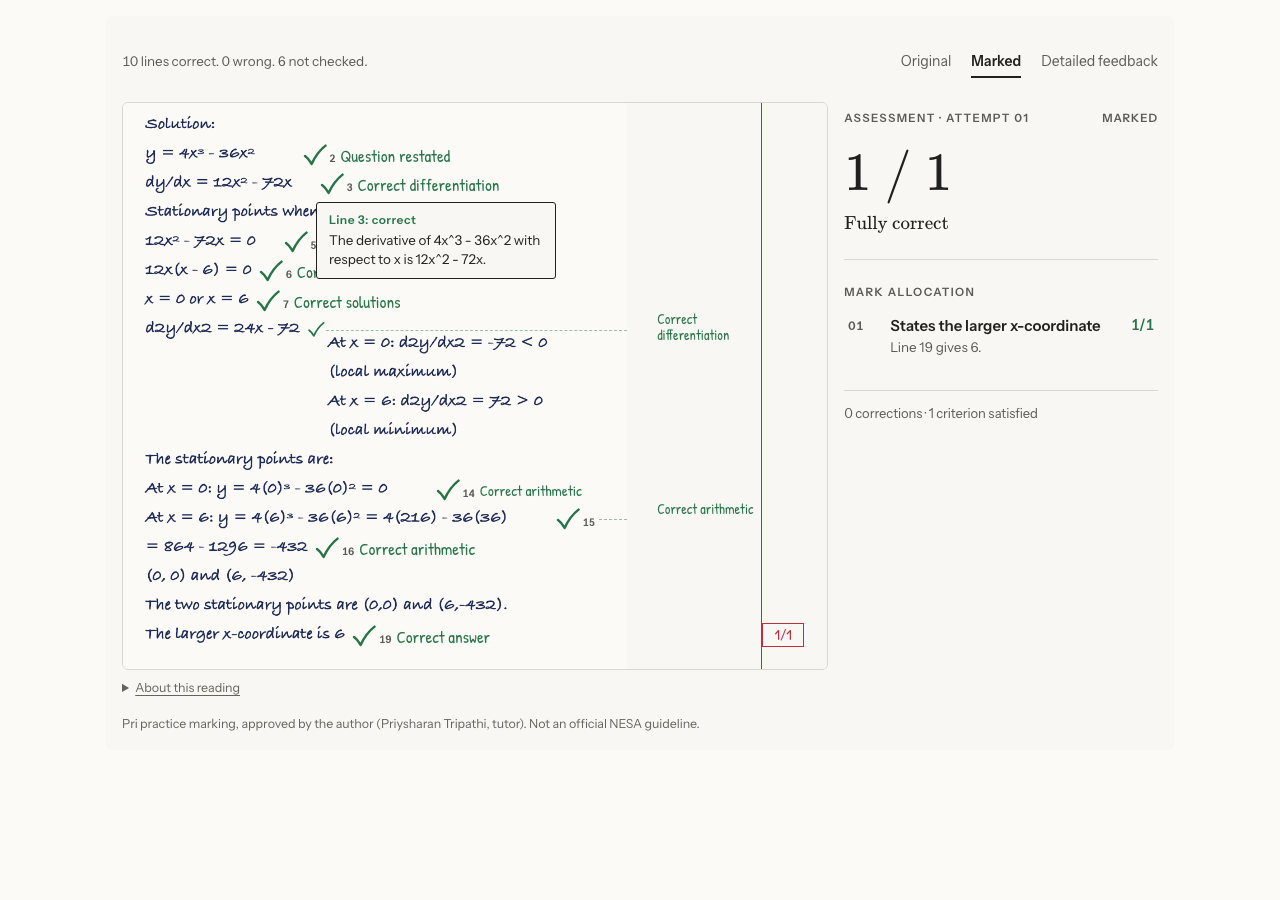 10 lines correct. 0 wrong. 6 not checked.
Original Marked Detailed feedback
Solution:
y = 4x³ - 36x² 2 Question restated
dy/dx = 12x² - 72x 3 Correct differentiation
Stationary points when
Line 3: correct
The derivative of 4x^3 - 36x^2 with
respect to x is 12x^2 - 72x.
12x² - 72x = 0 5
12x(x - 6) = 0 6
x = 0 or x = 6 7 Correct solutions
d2y/dx2 = 24x - 72
Correct
differentiation
At x = 0: d2y/dx2 = -72 < 0
(local maximum)
At x = 6: d2y/dx2 = 72 > 0
(local minimum)
The stationary points are:
At x = 0: y = 4(0)³ - 36(0)² = 0 14 Correct arithmetic
At x = 6: y = 4(6)³ - 36(6)² = 4(216) - 36(36) 15 Correct arithmetic
= 864 - 1296 = -432 16 Correct arithmetic
(0, 0) and (6, -432)
The two stationary points are (0,0) and (6,-432).
The larger x-coordinate is 6 19 Correct answer
1/1
About this reading
Pri practice marking, approved by the author (Priysharan Tripathi, tutor). Not an official NESA guideline.
ASSESSMENT · ATTEMPT 01 MARKED
1 / 1
Fully correct
MARK ALLOCATION
01 States the larger x-coordinate 1/1
Line 19 gives 6.
0 corrections · 1 criterion satisfied